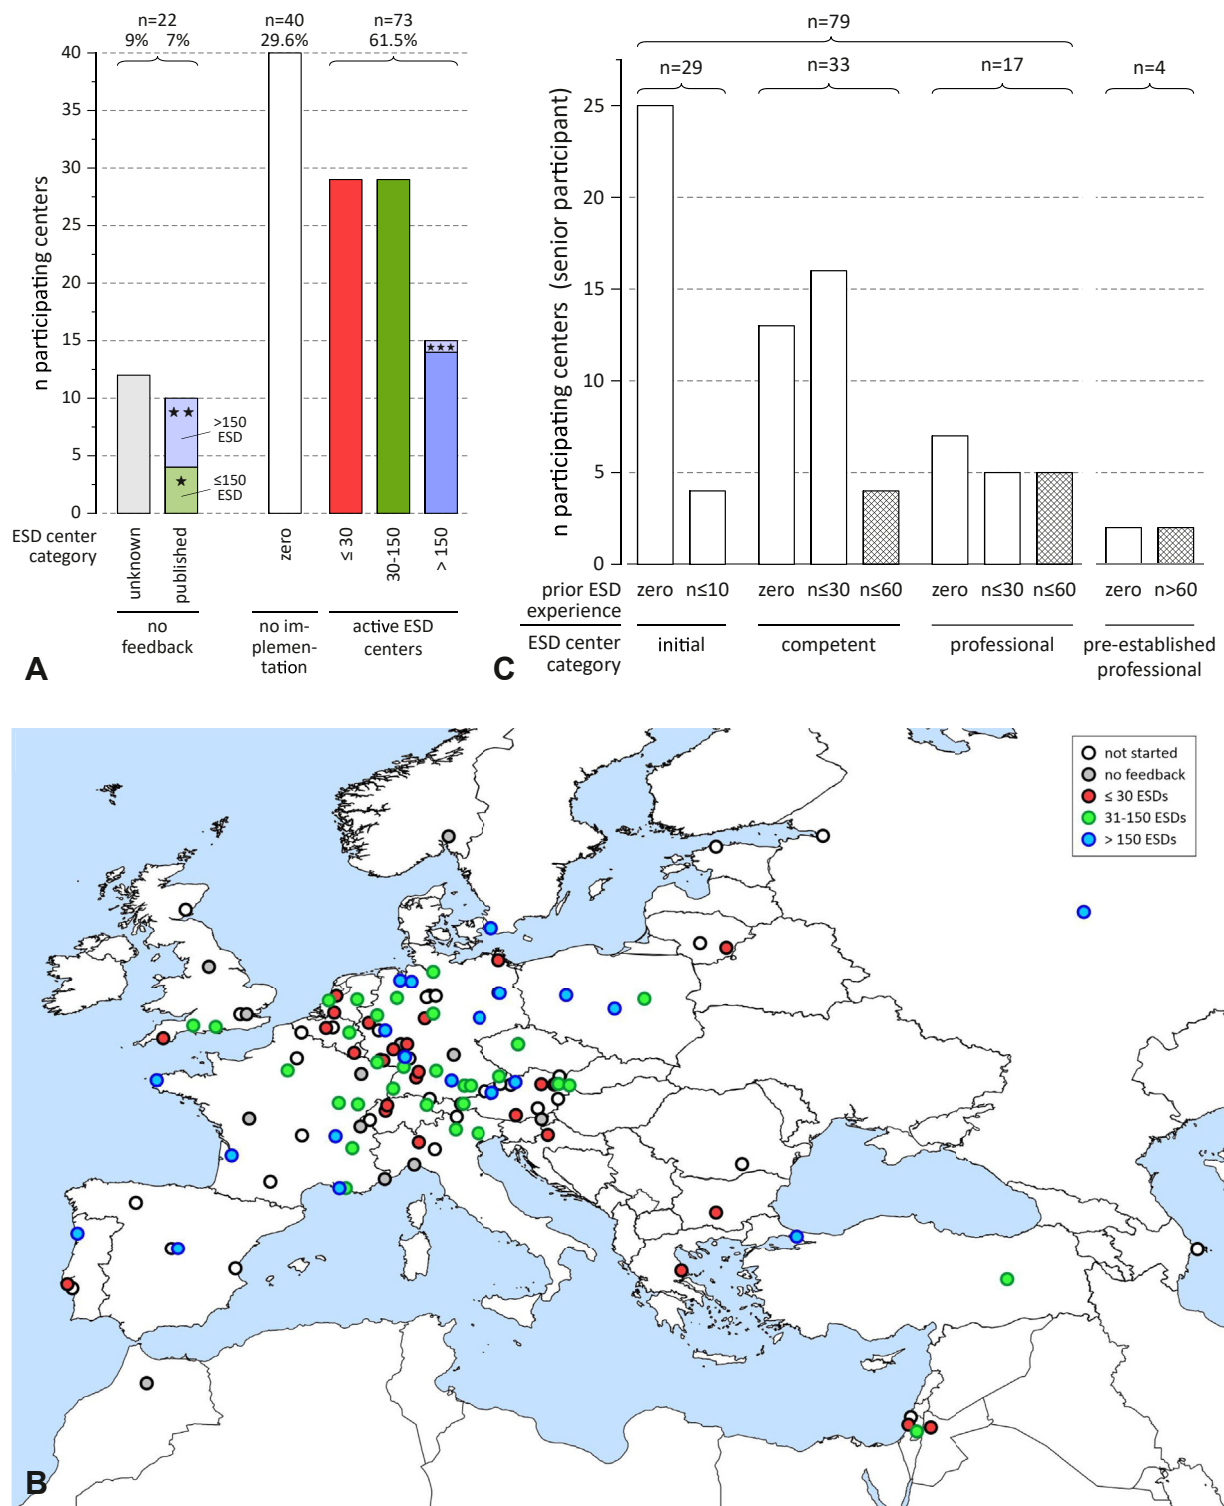 n=22
9% 7%
n=40
29.6%
n=73
61.5%
n participating centers
40
35
30
25
20
15
10
5
0
★★
★
★★★
>150
ESD
≤150
ESD
ESD center
category
unknown
published
zero
≤ 30
30-150
> 150
no
feedback
no im-
plemen-
tation
active ESD
centers
A
n=79
n=29
n=33
n=17
n=4
n participating centers (senior participant)
25
20
15
10
5
0
prior ESD
experience
zero n≤10 zero n≤30 n≤60 zero n≤30 n≤60 zero n>60
ESD center
category
initial
competent
professional
pre-established
professional
C
not started
no feedback
≤ 30 ESDs
31-150 ESDs
> 150 ESDs
B